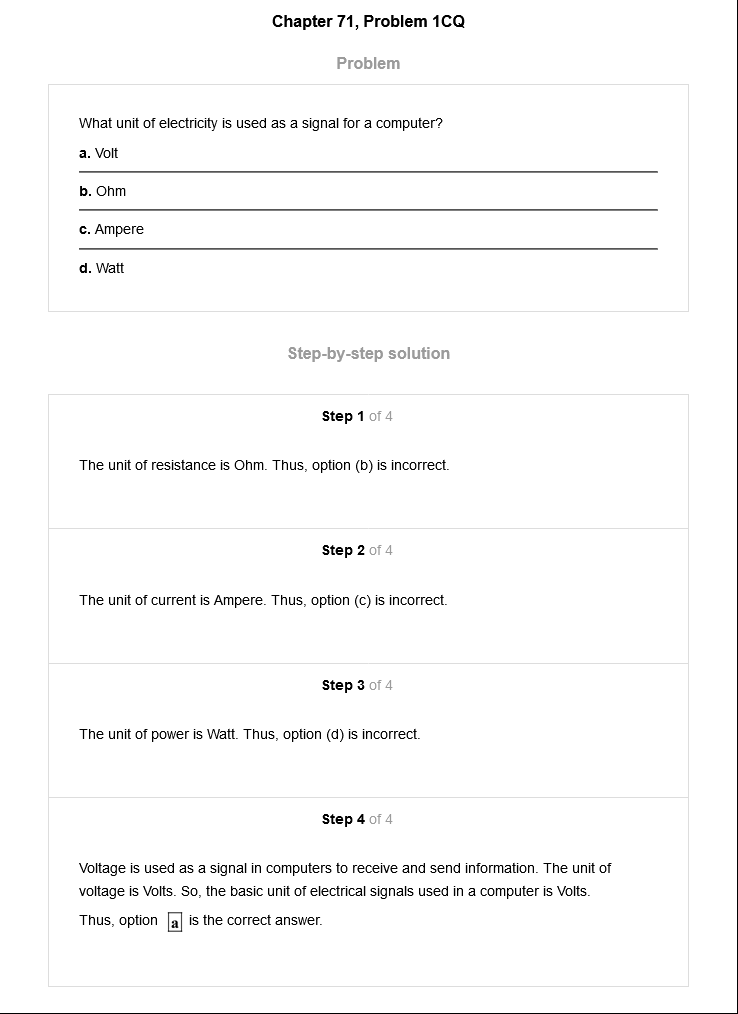 Chapter 71, Problem 1CQ
Problem
What unit of electricity is used as a signal for a computer?
a. Volt
b. Ohm
c. Ampere
d. Watt
Step-by-step solution
Step 1 of 4
The unit of resistance is Ohm. Thus, option (b) is incorrect.
Step 2 of 4
The unit of current is Ampere. Thus, option (c) is incorrect.
Step 3 of 4
The unit of power is Watt. Thus, option (d) is incorrect.
Step 4 of 4
Voltage is used as a signal in computers to receive and send information. The unit of
voltage is Volts. So, the basic unit of electrical signals used in a computer is Volts.
Thus, option a is the correct answer.